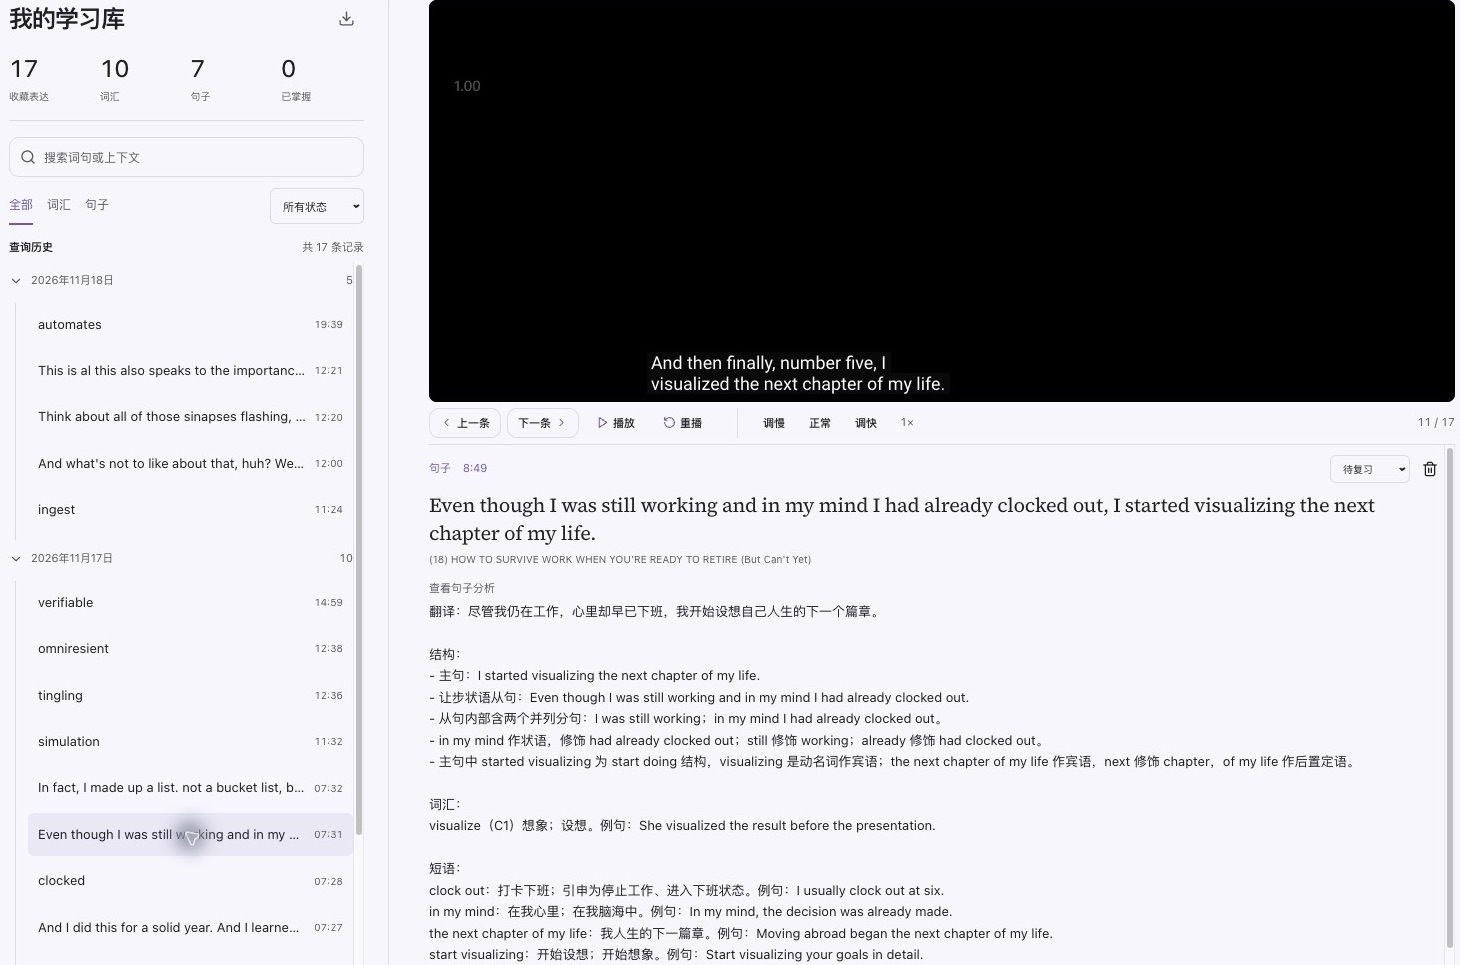 我的学习库
17 10 7 0
收藏表达 词汇 句子 已掌握
搜索词句或上下文
全部 词汇 句子 所有状态
查询历史 共 17 条记录
2026年11月18日 5
automates 19:39
This is al this also speaks to the importanc... 12:21
Think about all of those sinapses flashing, ... 12:20
And what's not to like about that, huh? We... 12:00
ingest 11:24
2026年11月17日 10
verifiable 14:59
omniresient 12:38
tingling 12:36
simulation 11:32
In fact, I made up a list. not a bucket list, b... 07:32
Even though I was still working and in my ... 07:31
clocked 07:28
And I did this for a solid year. And I learne... 07:27
1.00
And then finally, number five, I
visualized the next chapter of my life.
上一条 下一条 播放 重播 调慢 正常 调快 1× 11 / 17
句子 8:49 待复习
Even though I was still working and in my mind I had already clocked out, I started visualizing the next
chapter of my life.
(18) HOW TO SURVIVE WORK WHEN YOU'RE READY TO RETIRE (But Can't Yet)
查看句子分析
翻译：尽管我仍在工作，心里却早已下班，我开始设想自己人生的下一个篇章。
结构：
- 主句：I started visualizing the next chapter of my life.
- 让步状语从句：Even though I was still working and in my mind I had already clocked out.
- 从句内部含两个并列分句：I was still working；in my mind I had already clocked out。
- in my mind 作状语，修饰 had already clocked out；still 修饰 working；already 修饰 had clocked out。
- 主句中 started visualizing 为 start doing 结构，visualizing 是动名词作宾语；the next chapter of my life 作宾语，next 修饰 chapter，of my life 作后置定语。
词汇：
visualize（C1）想象；设想。例句：She visualized the result before the presentation.
短语：
clock out：打卡下班；引申为停止工作、进入下班状态。例句：I usually clock out at six.
in my mind：在我心里；在我脑海中。例句：In my mind, the decision was already made.
the next chapter of my life：我人生的下一篇章。例句：Moving abroad began the next chapter of my life.
start visualizing：开始设想；开始想象。例句：Start visualizing your goals in detail.